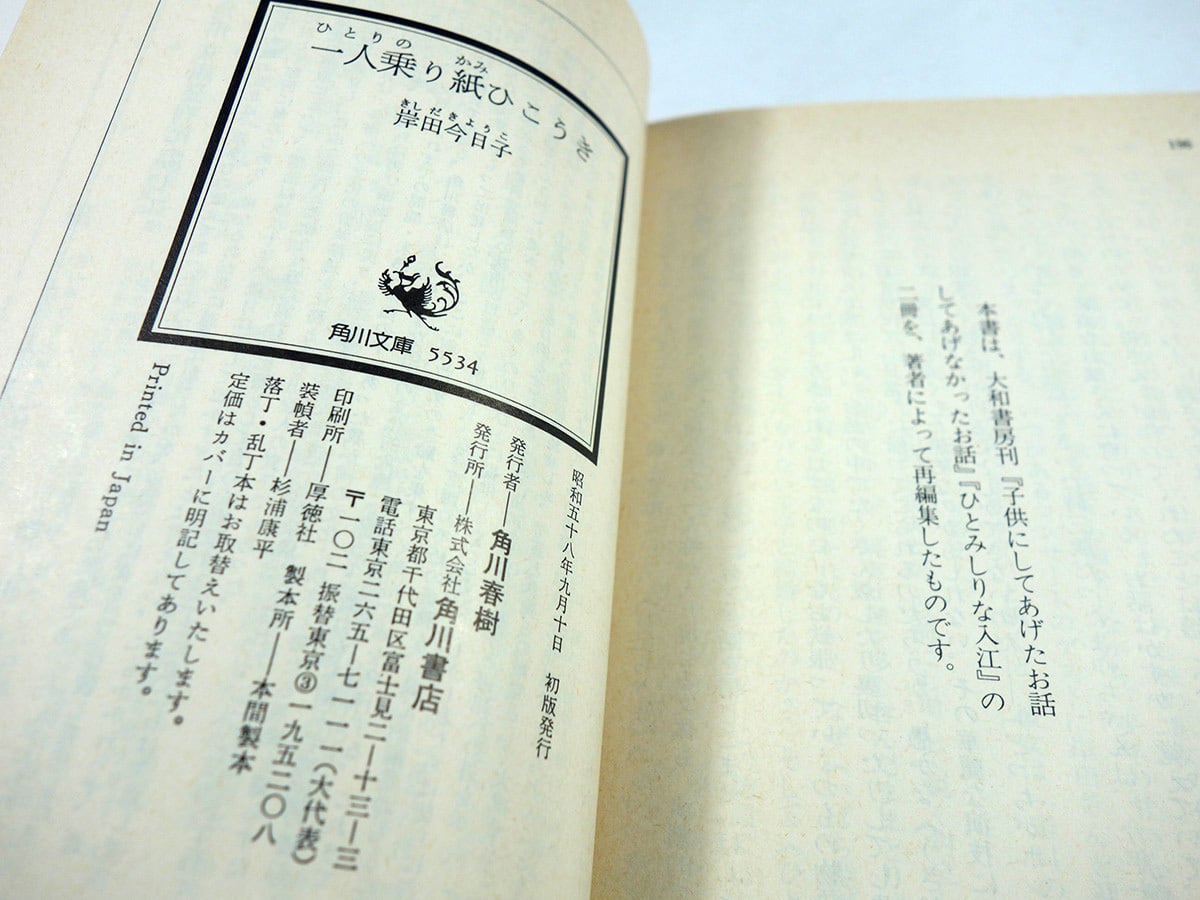 196
本書は、大和書房刊『子供にしてあげたお話
してあげなかったお話』『ひとみしりな入江』の
二冊を、著者によって再編集したものです。
ひとりの かみ
一人乗り紙ひこうき
きしだきょうこ
岸田今日子
角川文庫 5534
昭和五十八年九月十日 初版発行
発行者――角川春樹
発行所――株式会社角川書店
東京都千代田区富士見二―十三―三
電話東京二六五―七一一一(大代表)
〒一〇二 振替東京③一九五二〇八
印刷所――厚徳社 製本所――本間製本
装幀者――杉浦康平
落丁・乱丁本はお取替えいたします。
定価はカバーに明記してあります。
Printed in Japan